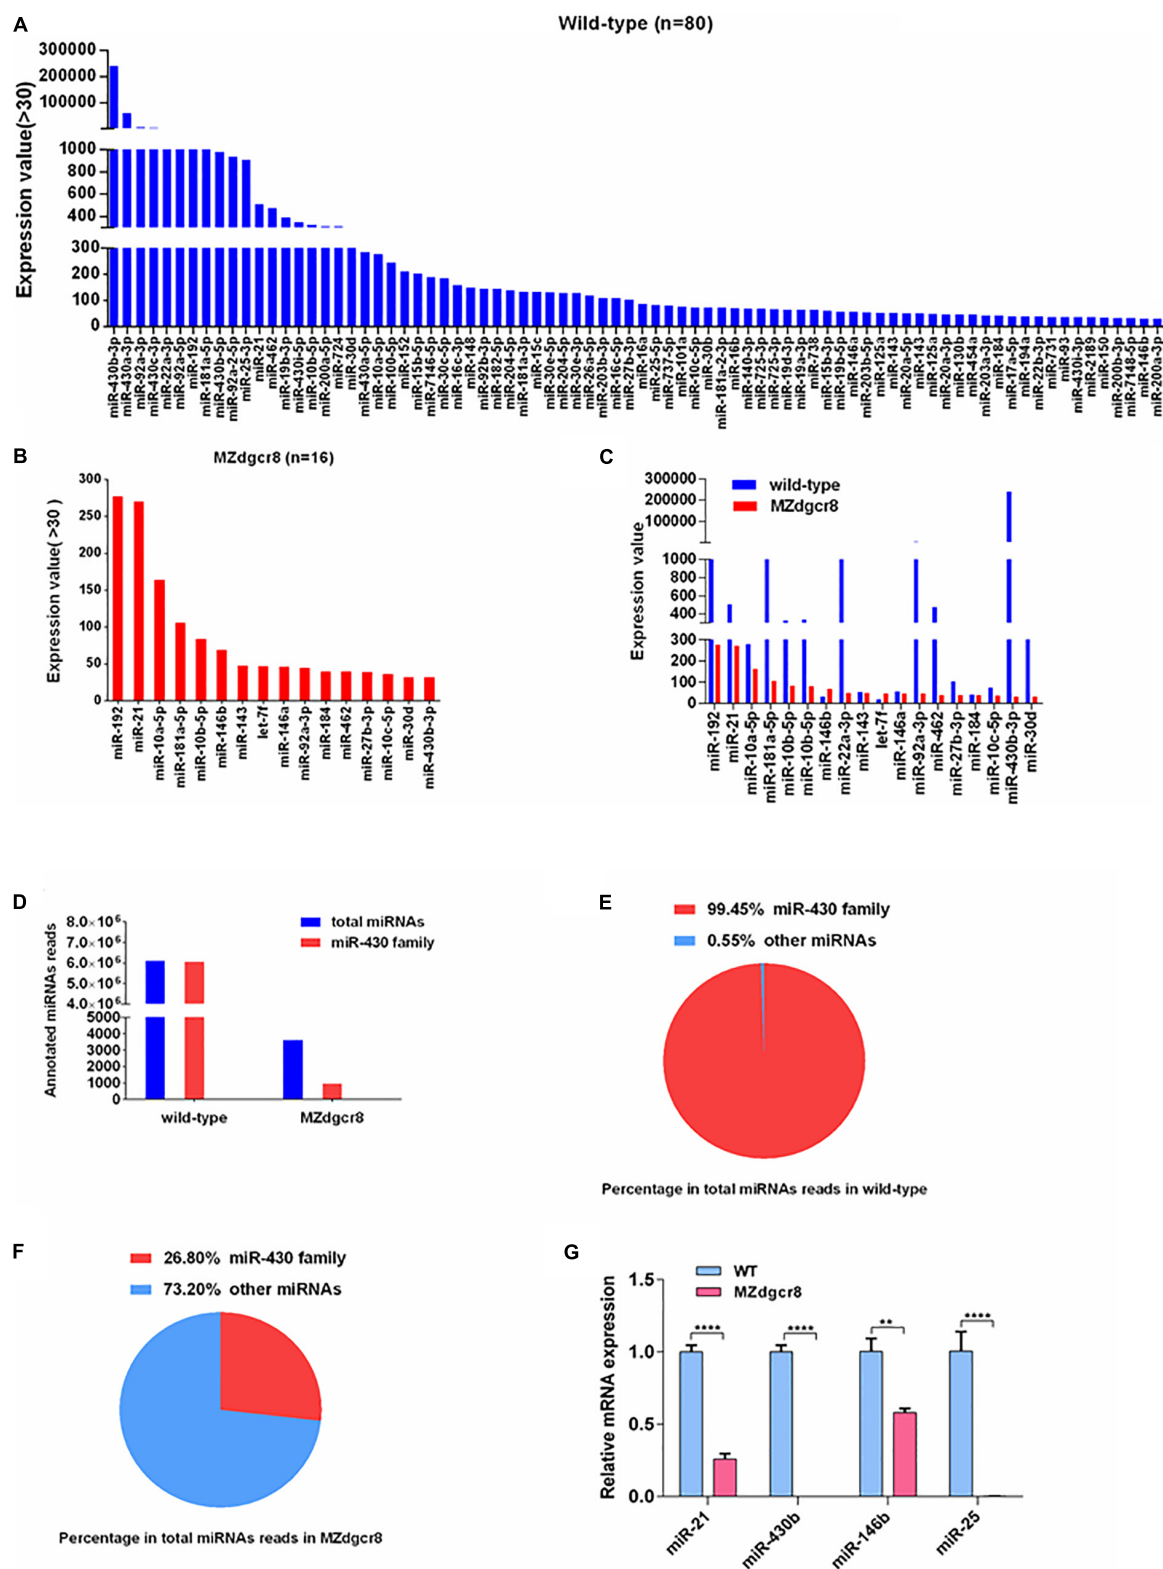 A
Wild-type (n=80)
Expression value(>30)
300000
200000
100000
1000
800
600
400
300
200
100
0
miR-430b-3p
miR-430a-3p
miR-92a-3p
miR-430c-3p
miR-22a-3p
miR-92a-5p
miR-192
miR-181a-5p
miR-430b-5p
miR-92a-2-5p
miR-25-3p
miR-21
miR-462
miR-19b-3p
miR-430i-5p
miR-10b-5p
miR-200a-5p
miR-724
miR-30d
miR-430a-5p
miR-10a-5p
miR-100-5p
miR-152
miR-15b-5p
miR-7146-5p
miR-30c-5p
miR-16c-3p
miR-148
miR-92b-3p
miR-182-5p
miR-204-5p
miR-181a-3p
miR-15c
miR-30e-5p
miR-204-5p
miR-30e-3p
miR-26a-5p
miR-203b-3p
miR-16c-5p
miR-27b-3p
miR-16a
miR-25-5p
miR-737-5p
miR-101a
miR-10c-5p
miR-30b
miR-181a-2-3p
miR-16b
miR-140-3p
miR-725-3p
miR-725-3p
miR-19d-3p
miR-19a-3p
miR-738
miR-15b-3p
miR-19b-5p
miR-146a
miR-203b-5p
miR-125a
miR-143
miR-20a-5p
miR-143
miR-125a
miR-20a-3p
miR-130b
miR-454a
miR-203a-3p
miR-184
miR-17a-5p
miR-194a
miR-22b-3p
miR-731
miR-193
miR-430i-3p
miR-2189
miR-150
miR-200b-3p
miR-7148-5p
miR-146b
miR-200a-3p
B
MZdgcr8 (n=16)
Expression value( >30 )
300
250
200
150
100
50
0
miR-192
miR-21
miR-10a-5p
miR-181a-5p
miR-10b-5p
miR-146b
miR-143
let-7f
miR-146a
miR-92a-3p
miR-184
miR-462
miR-27b-3p
miR-10c-5p
miR-30d
miR-430b-3p
C
wild-type
MZdgcr8
Expression value
300000
200000
100000
1000
800
600
400
300
200
100
0
miR-192
miR-21
miR-10a-5p
miR-181a-5p
miR-10b-5p
miR-10b-5p
miR-146b
miR-22a-3p
miR-143
let-7f
miR-146a
miR-92a-3p
miR-462
miR-27b-3p
miR-184
miR-10c-5p
miR-430b-3p
miR-30d
D
total miRNAs
miR-430 family
Annotated miRNAs reads
8.0×10⁶
7.0×10⁶
6.0×10⁶
5.0×10⁶
4.0×10⁶
5000
4000
3000
2000
1000
0
wild-type
MZdgcr8
E
99.45% miR-430 family
0.55% other miRNAs
Percentage in total miRNAs reads in wild-type
F
26.80% miR-430 family
73.20% other miRNAs
Percentage in total miRNAs reads in MZdgcr8
G
WT
MZdgcr8
Relative mRNA expression
1.5
1.0
0.5
0.0
****
****
**
****
miR-21
miR-430b
miR-146b
miR-25